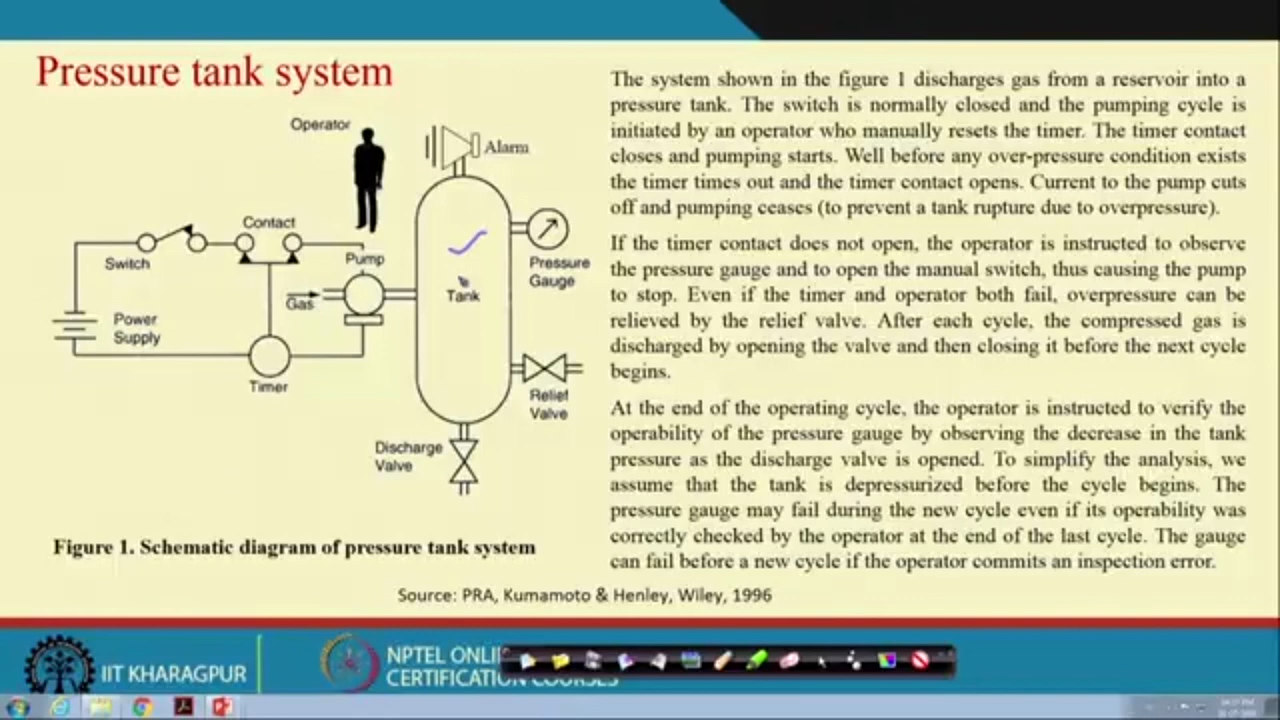 Pressure tank system
Operator
Alarm
Contact
Switch
Pump
Pressure
Gauge
Gas
Tank
Power
Supply
Timer
Relief
Valve
Discharge
Valve
Figure 1. Schematic diagram of pressure tank system
The system shown in the figure 1 discharges gas from a reservoir into a
pressure tank. The switch is normally closed and the pumping cycle is
initiated by an operator who manually resets the timer. The timer contact
closes and pumping starts. Well before any over-pressure condition exists
the timer times out and the timer contact opens. Current to the pump cuts
off and pumping ceases (to prevent a tank rupture due to overpressure).
If the timer contact does not open, the operator is instructed to observe
the pressure gauge and to open the manual switch, thus causing the pump
to stop. Even if the timer and operator both fail, overpressure can be
relieved by the relief valve. After each cycle, the compressed gas is
discharged by opening the valve and then closing it before the next cycle
begins.
At the end of the operating cycle, the operator is instructed to verify the
operability of the pressure gauge by observing the decrease in the tank
pressure as the discharge valve is opened. To simplify the analysis, we
assume that the tank is depressurized before the cycle begins. The
pressure gauge may fail during the new cycle even if its operability was
correctly checked by the operator at the end of the last cycle. The gauge
can fail before a new cycle if the operator commits an inspection error.
Source: PRA, Kumamoto & Henley, Wiley, 1996
IIT KHARAGPUR
NPTEL
CERTIFICATION COURSES